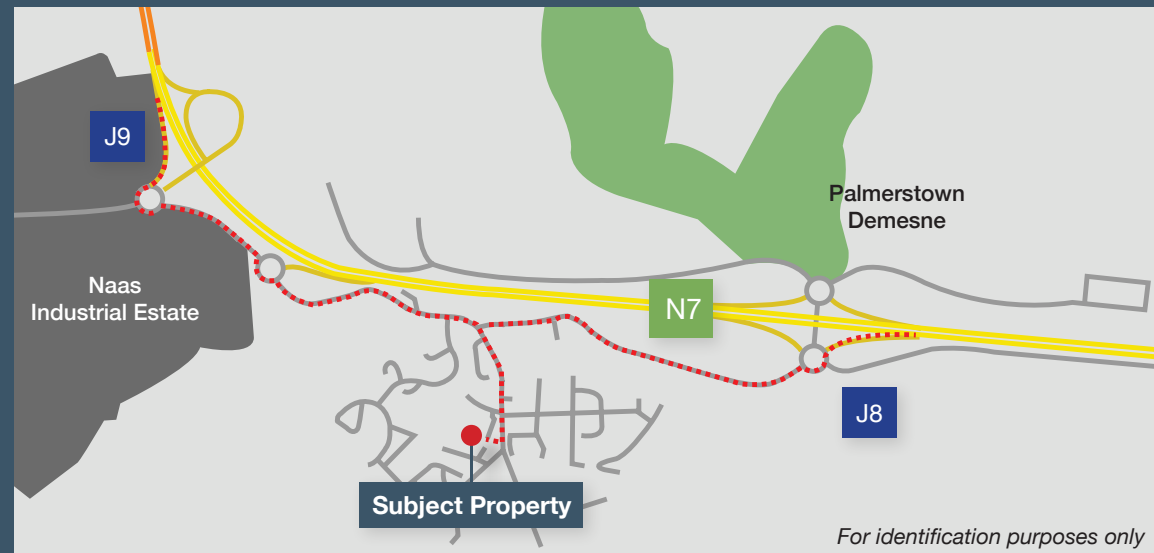 J9
Palmerstown
Demesne
Naas
Industrial Estate
N7
J8
Subject Property
For identification purposes only